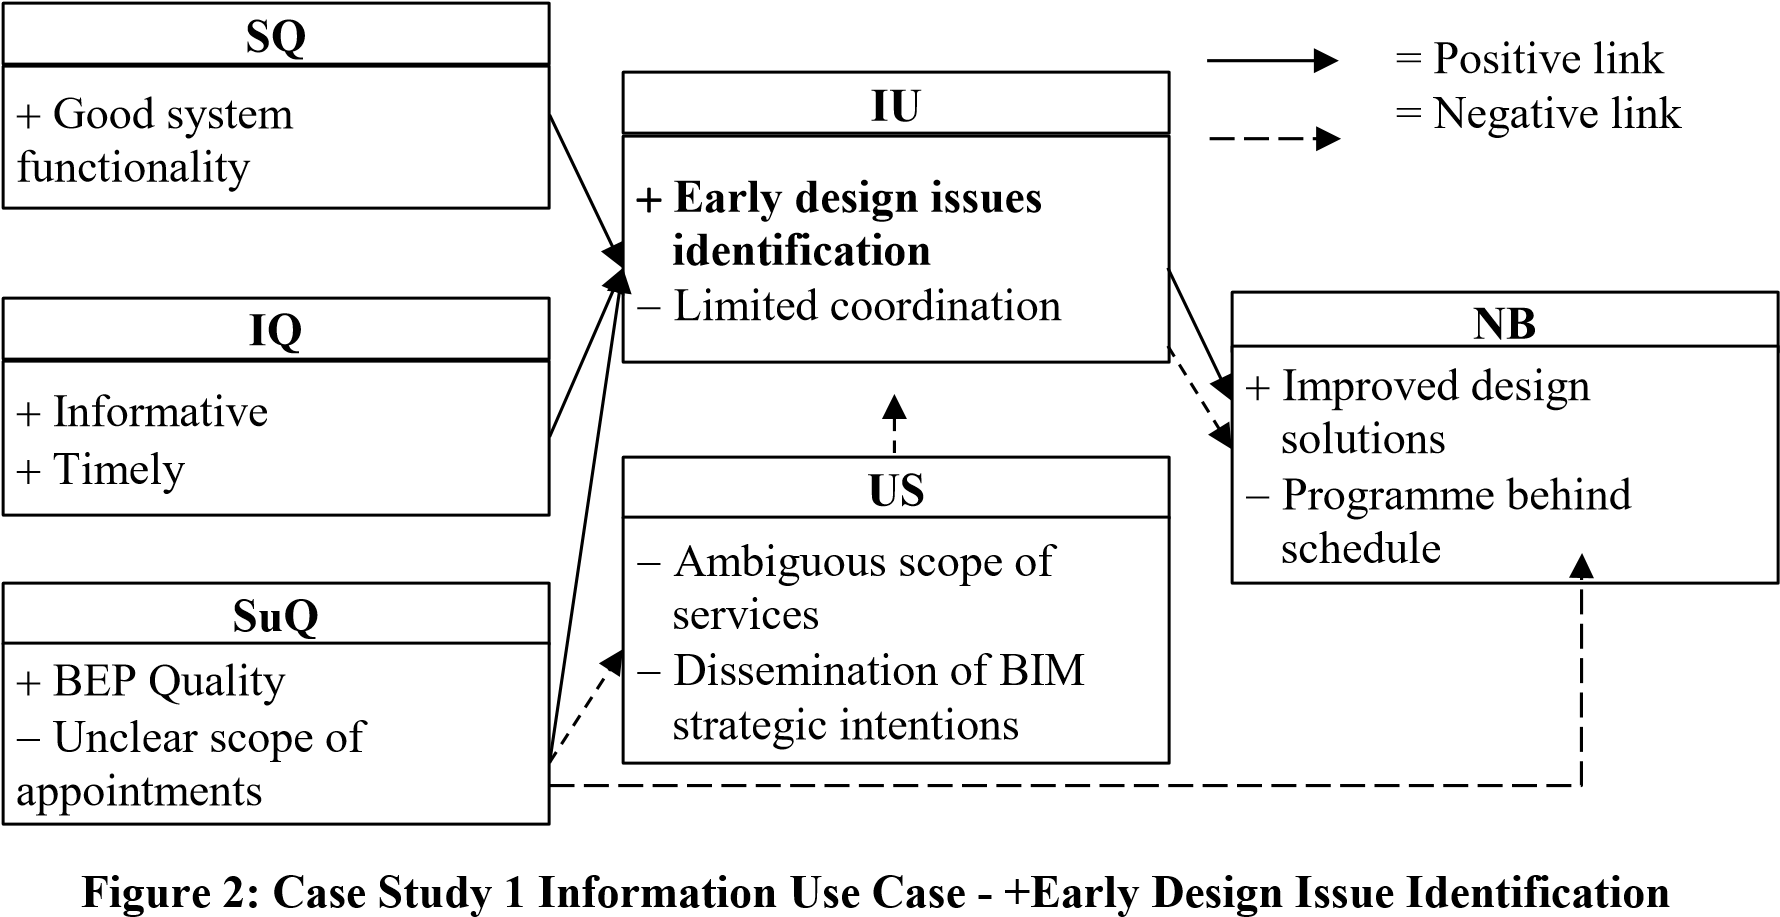 SQ
+ Good system
functionality
IQ
+ Informative
+ Timely
SuQ
+ BEP Quality
− Unclear scope of
appointments
IU
+ Early design issues
identification
− Limited coordination
US
− Ambiguous scope of
services
− Dissemination of BIM
strategic intentions
= Positive link
= Negative link
NB
+ Improved design
solutions
− Programme behind
schedule
Figure 2: Case Study 1 Information Use Case - +Early Design Issue Identification